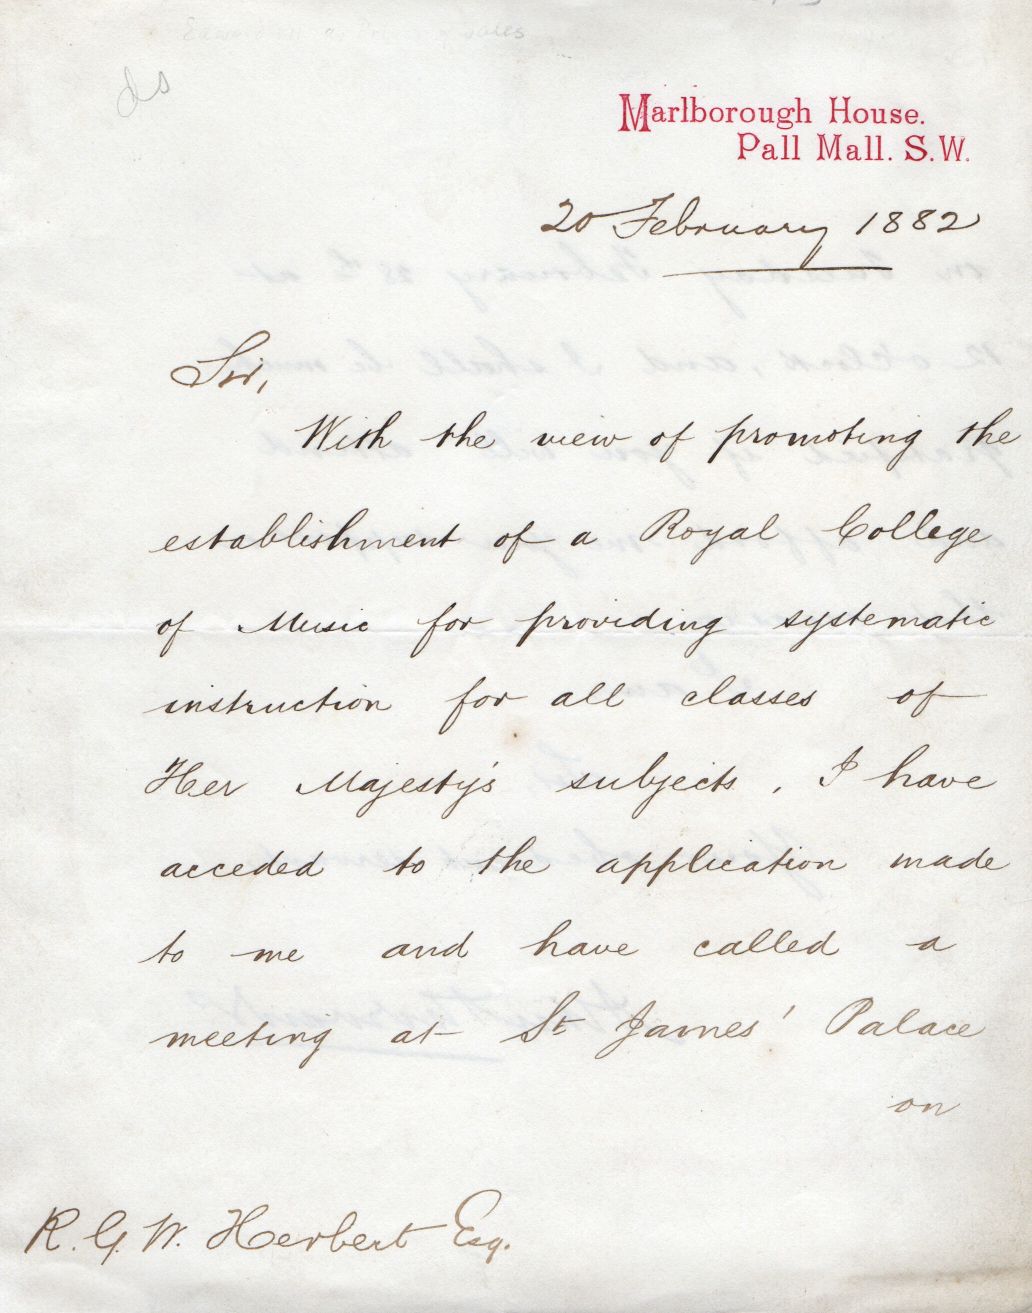 Marlborough House.
Pall Mall. S.W.
20 February 1882
Sir,
With the view of promoting the
establishment of a Royal College
of Music for providing systematic
instruction for all classes of
Her Majesty's subjects, I have
acceded to the application made
to me and have called a
meeting at St James' Palace
on
R. G. W. Herbert Esq.